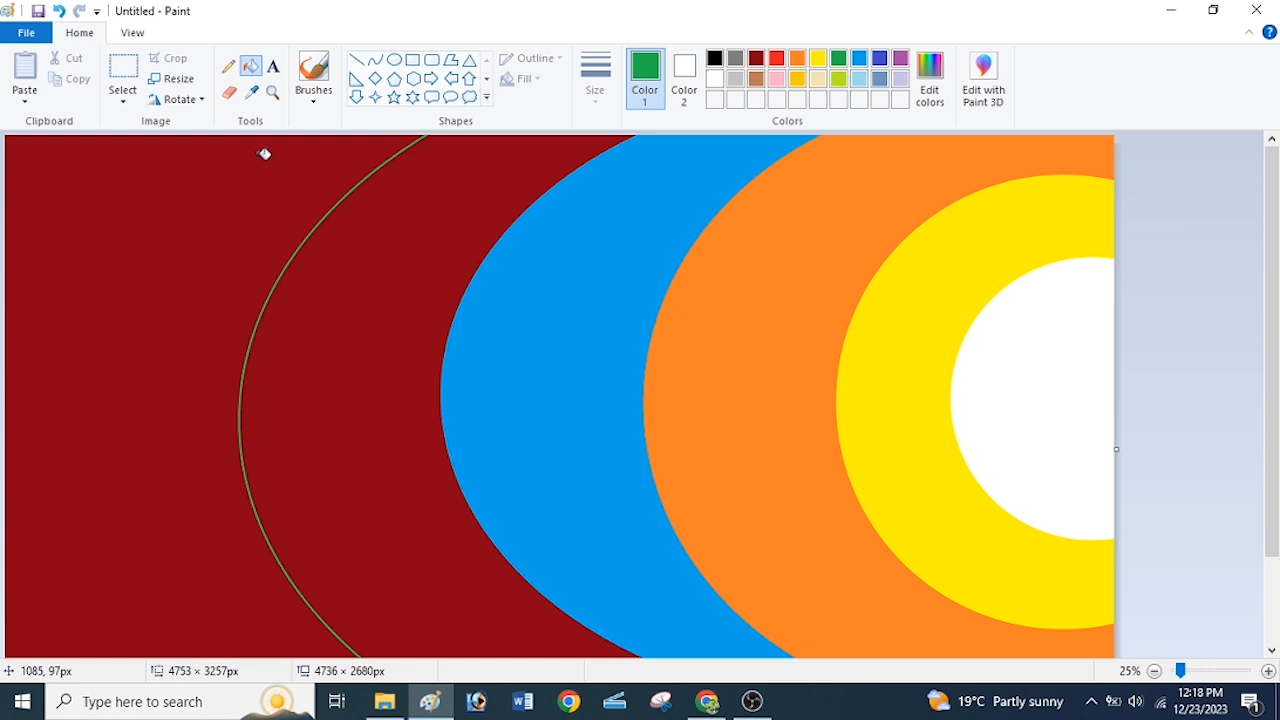 Untitled - Paint
File
Home
View
Paste
Cut
Copy
Clipboard
Select
Crop
Resize
Rotate
Image
A
Tools
Brushes
Outline
Fill
Shapes
Size
Color 1
Color 2
Edit colors
Colors
Edit with Paint 3D
1085, 97px
4753 × 3257px
4736 × 2680px
25%
Type here to search
19°C Partly sunny
12:18 PM
12/23/2023
1